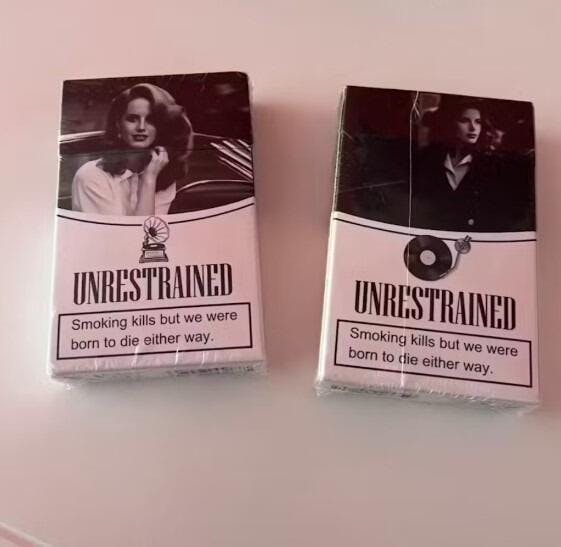 UNRESTRAINED
Smoking kills but we were
born to die either way.
UNRESTRAINED
Smoking kills but we were
born to die either way.